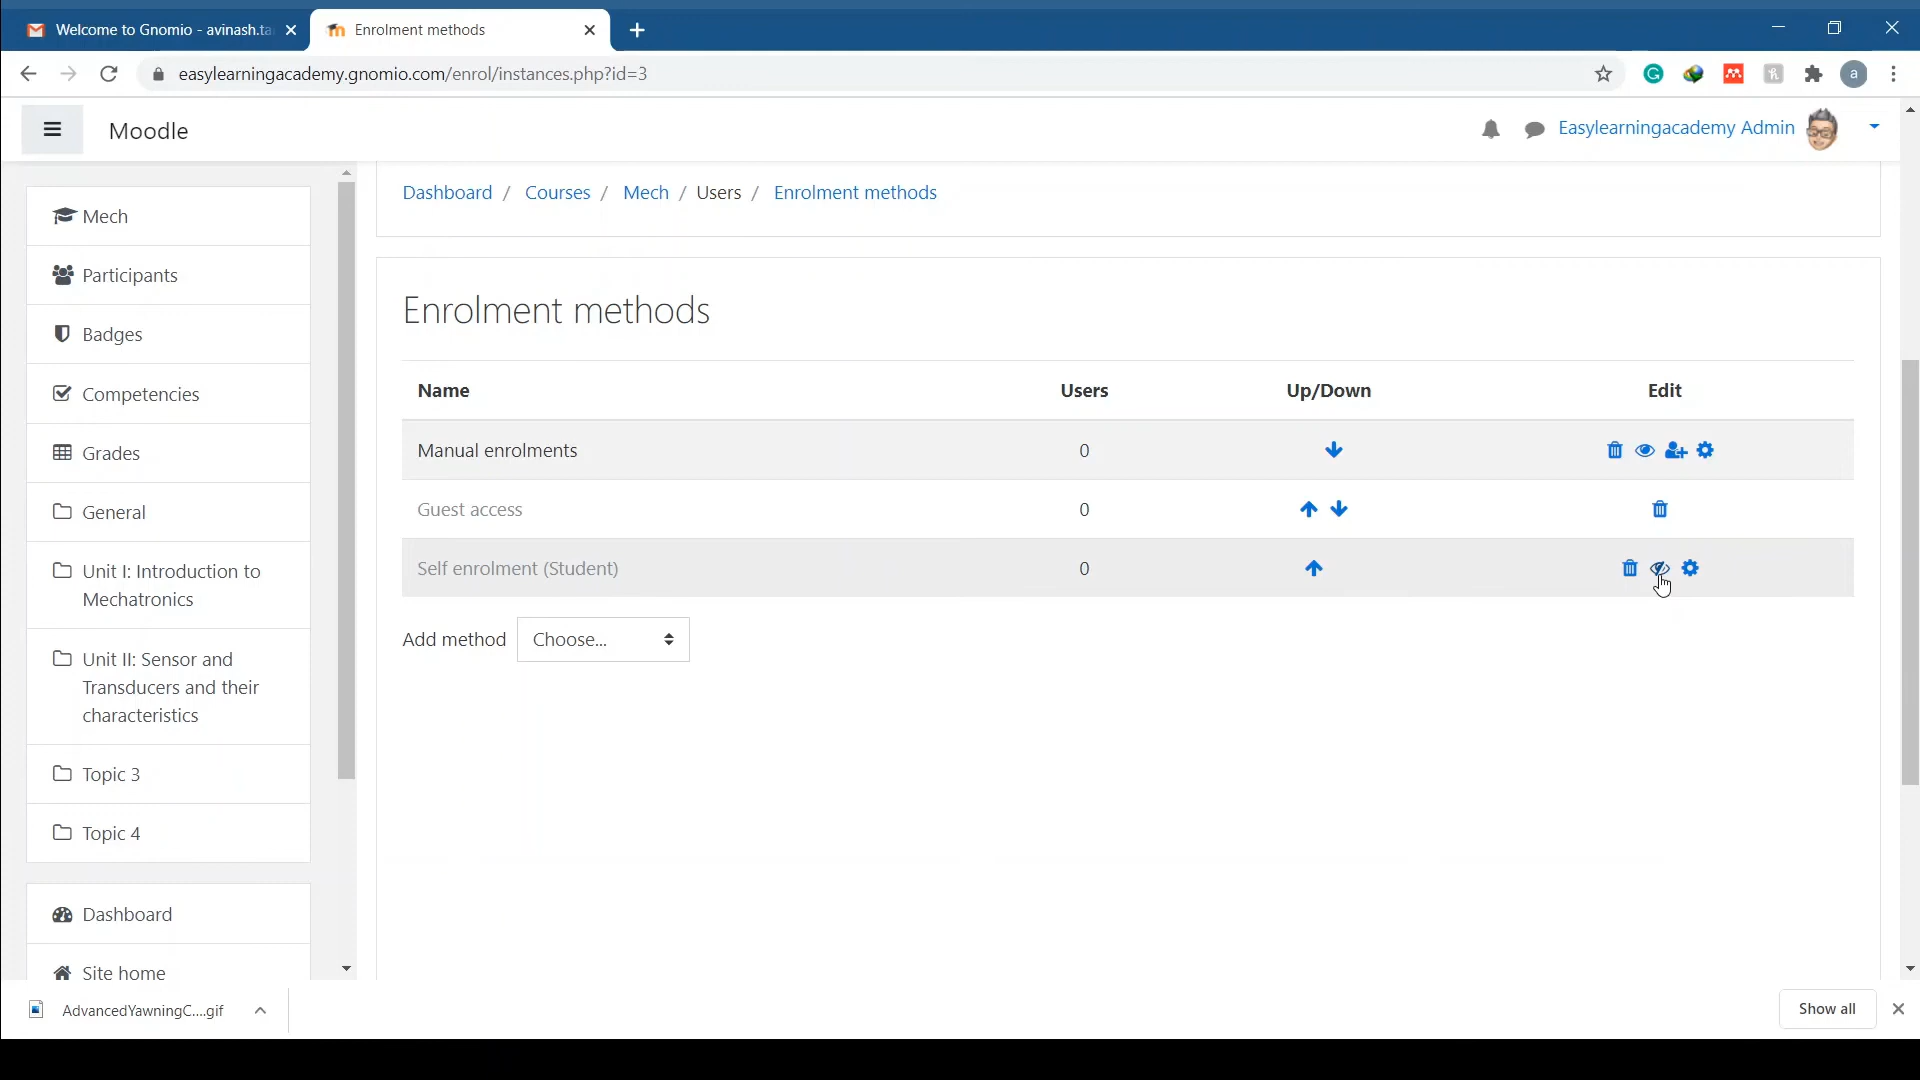 Welcome to Gnomio - avinash.ta
Enrolment methods
easylearningacademy.gnomio.com/enrol/instances.php?id=3
a
Moodle
Easylearningacademy Admin
Dashboard / Courses / Mech / Users / Enrolment methods
Mech
Participants
Badges
Competencies
Grades
General
Unit I: Introduction to
Mechatronics
Unit II: Sensor and
Transducers and their
characteristics
Topic 3
Topic 4
Dashboard
Site home
Enrolment methods
Name Users Up/Down Edit
Manual enrolments 0
Guest access 0
Self enrolment (Student) 0
Add method Choose...
AdvancedYawningC....gif
Show all